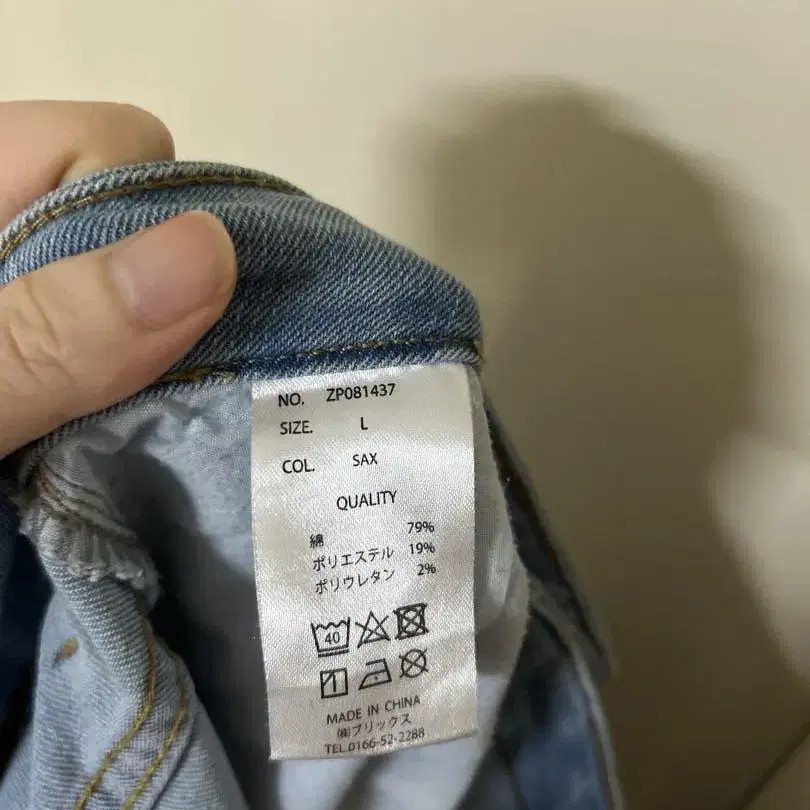 NO. ZP081437
SIZE. L
COL. SAX
QUALITY
綿 79%
ポリエステル 19%
ポリウレタン 2%
40
MADE IN CHINA
㈱ブリックス
TEL.0166-52-2288